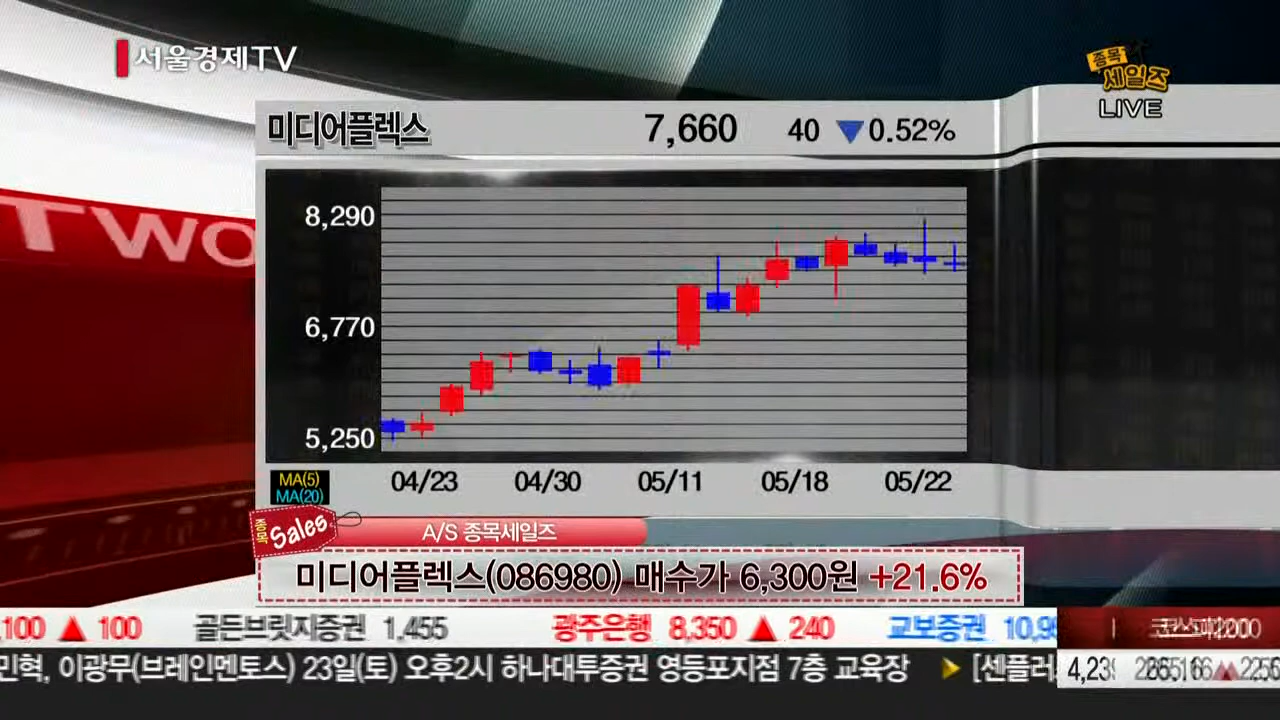 서울경제TV
종목
세일즈
LIVE
미디어플렉스 7,660 40 ▼0.52%
8,290
6,770
5,250
04/23 04/30 05/11 05/18 05/22
MA(5)
MA(20)
TWO
종목 Sales
A/S 종목세일즈
미디어플렉스(086980) 매수가 6,300원 +21.6%
,100 ▲ 100 골든브릿지증권 1,455 광주은행 8,350 ▲ 240 교보증권 10,95
민혁, 이광무(브레인멘토스) 23일(토) 오후2시 하나대투증권 영등포지점 7층 교육장 ▶ [센플러